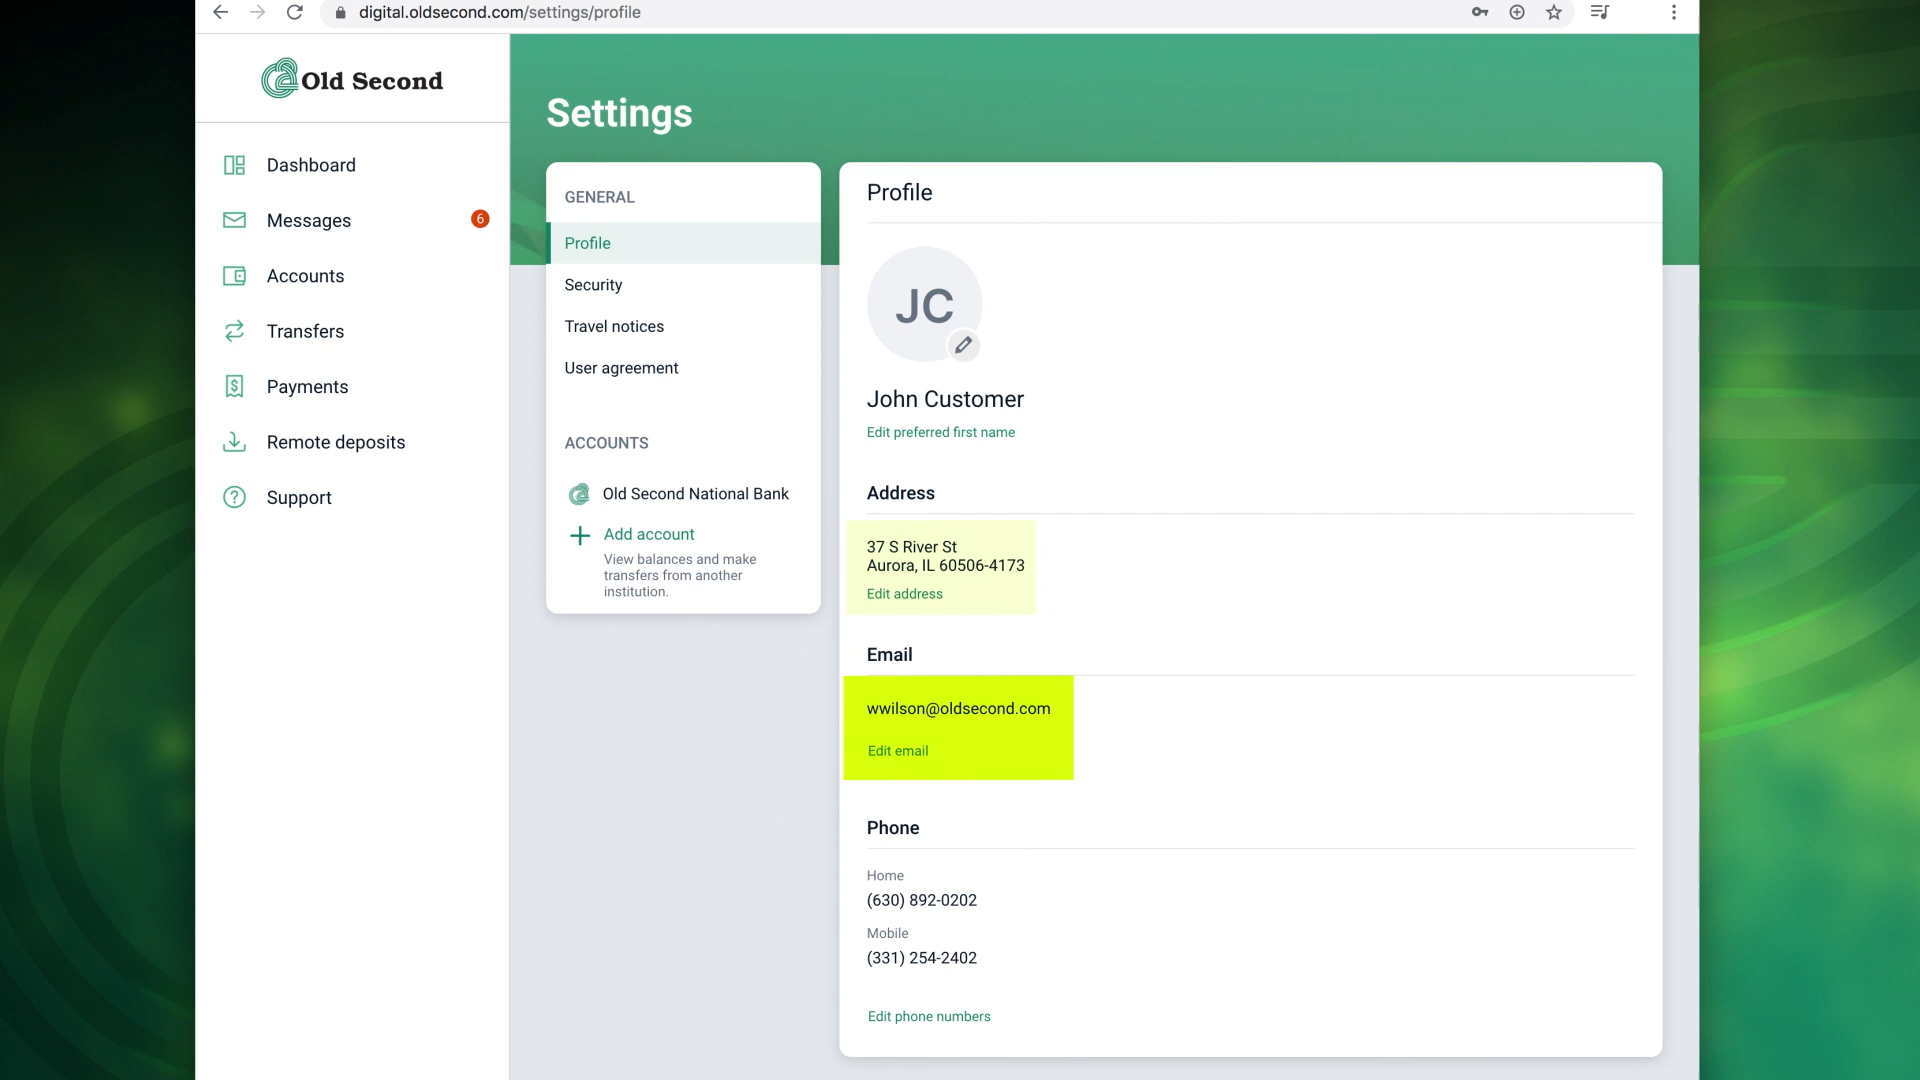 digital.oldsecond.com/settings/profile
Old Second
Dashboard
Messages
6
Accounts
Transfers
$
Payments
Remote deposits
?
Support
Settings
GENERAL
Profile
Security
Travel notices
User agreement
ACCOUNTS
Old Second National Bank
Add account
View balances and make
transfers from another
institution.
Profile
JC
John Customer
Edit preferred first name
Address
37 S River St
Aurora, IL 60506-4173
Edit address
Email
wwilson@oldsecond.com
Edit email
Phone
Home
(630) 892-0202
Mobile
(331) 254-2402
Edit phone numbers